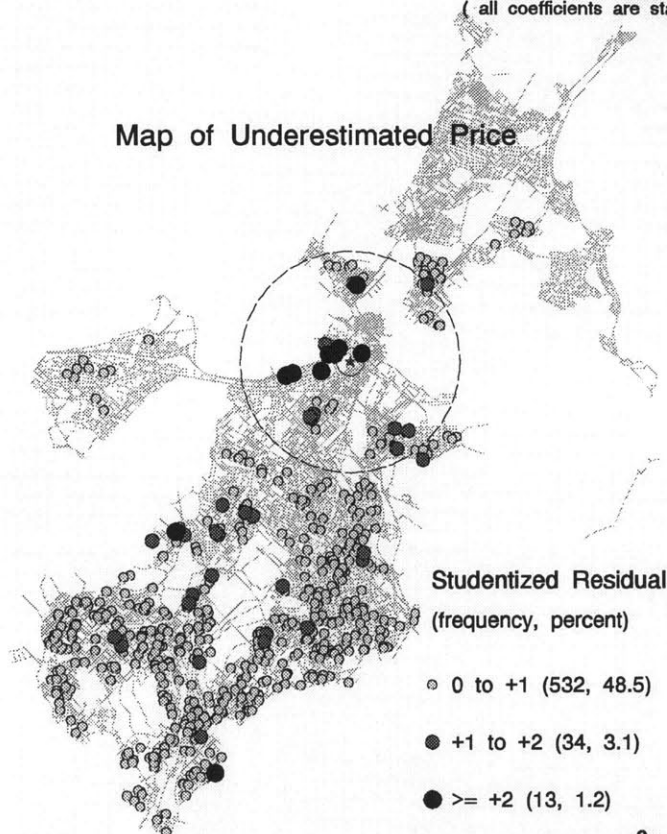 ( all coefficients are sta
Map of Underestimated Price
Studentized Residual
(frequency, percent)
0 to +1 (532, 48.5)
+1 to +2 (34, 3.1)
>= +2 (13, 1.2)